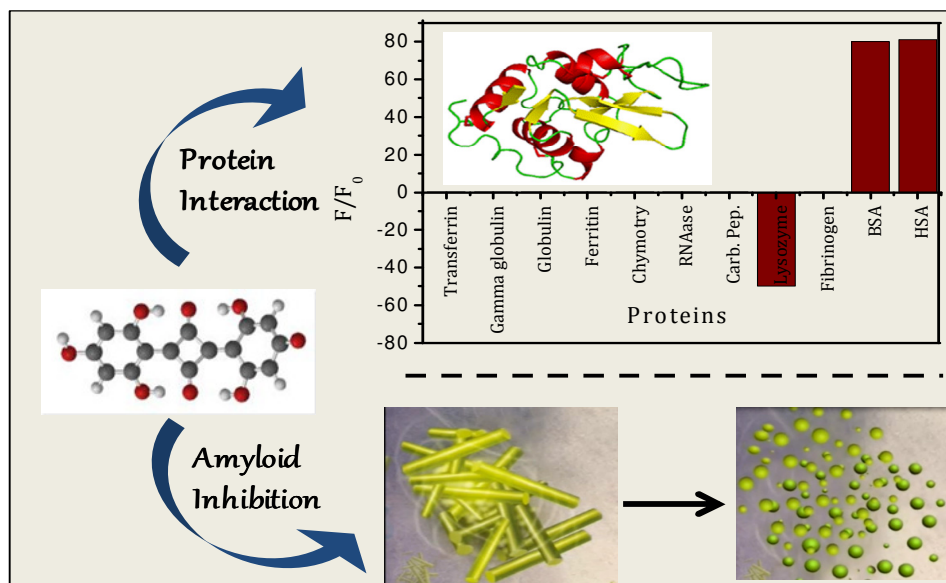 Protein
Interaction
F/F0
80
60
40
20
0
-20
-40
-60
-80
Transferrin
Gamma globulin
Globulin
Ferritin
Chymotry
RNAase
Carb. Pep.
Lysozyme
Fibrinogen
BSA
HSA
Proteins
Amyloid
Inhibition